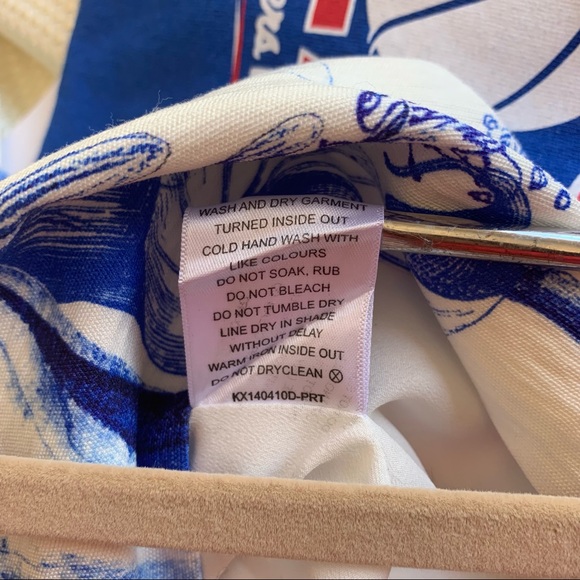 ers
WASH AND DRY GARMENT
TURNED INSIDE OUT
COLD HAND WASH WITH
LIKE COLOURS
DO NOT SOAK, RUB
DO NOT BLEACH
DO NOT TUMBLE DRY
LINE DRY IN SHADE
WITHOUT DELAY
WARM IRON INSIDE OUT
DO NOT DRYCLEAN
KX140410D-PRT